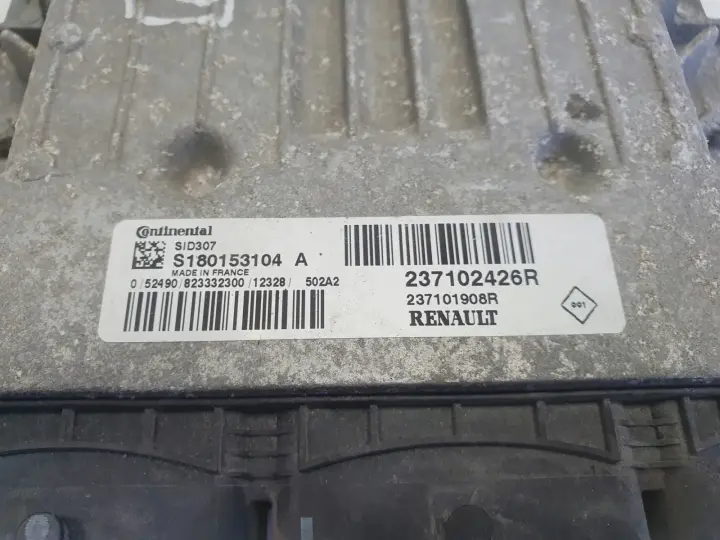 Continental
SID307
S180153104 A
MADE IN FRANCE
0/52490/823332300/12328/ 502A2
237102426R
237101908R
RENAULT
001